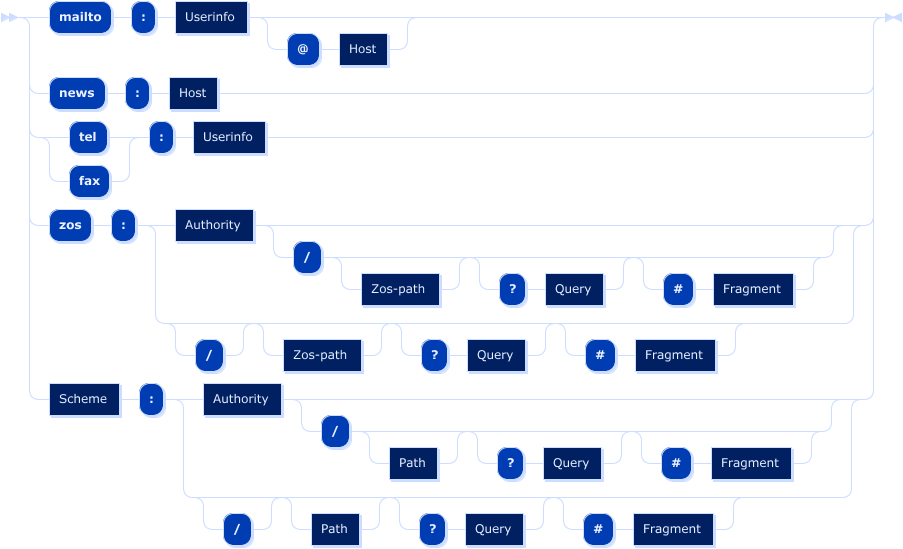 mailto : Userinfo
@ Host
news : Host
tel : Userinfo
fax
zos : Authority
/
Zos-path ? Query # Fragment
/ Zos-path ? Query # Fragment
Scheme : Authority
/
Path ? Query # Fragment
/ Path ? Query # Fragment